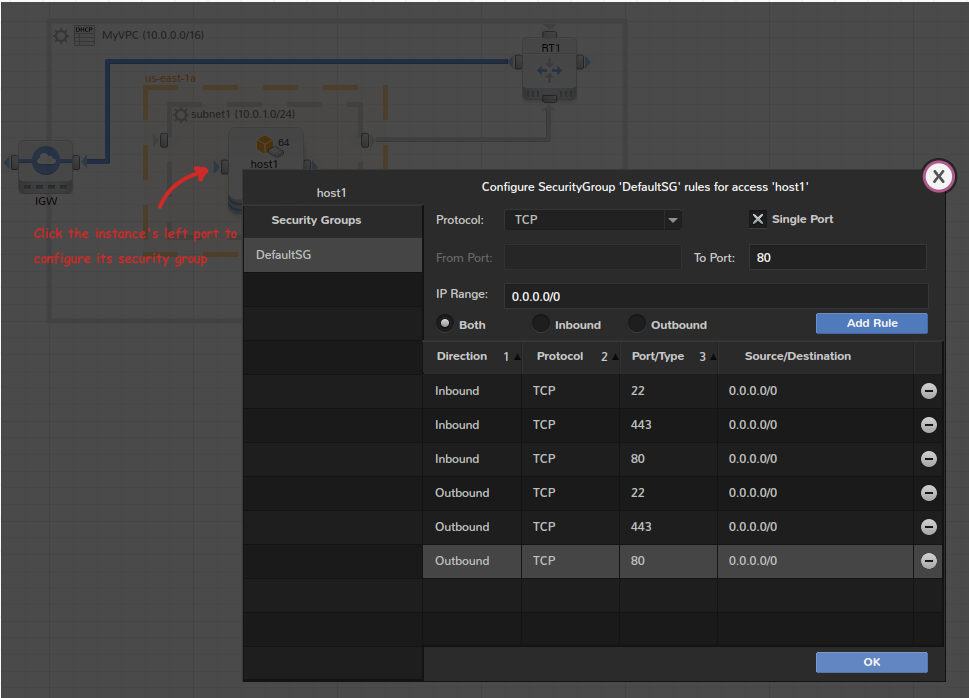 DHCP
MyVPC (10.0.0.0/16)
RT1
us-east-1a
subnet1 (10.0.1.0/24)
64
host1
IGW
Click the instance's left port to
configure its security group
host1
Configure SecurityGroup 'DefaultSG' rules for access 'host1'
X
Security Groups
DefaultSG
Protocol: TCP X Single Port
From Port: To Port: 80
IP Range: 0.0.0.0/0
Both Inbound Outbound Add Rule
Direction 1 Protocol 2 Port/Type 3 Source/Destination
Inbound TCP 22 0.0.0.0/0
Inbound TCP 443 0.0.0.0/0
Inbound TCP 80 0.0.0.0/0
Outbound TCP 22 0.0.0.0/0
Outbound TCP 443 0.0.0.0/0
Outbound TCP 80 0.0.0.0/0
OK